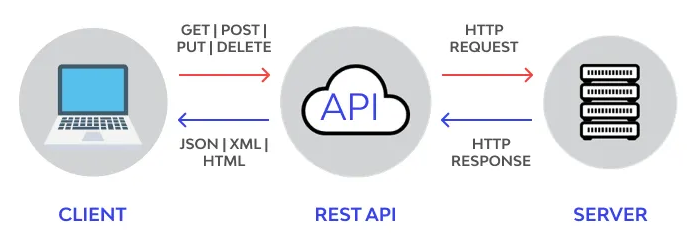 GET | POST |
PUT | DELETE
HTTP
REQUEST
API
JSON | XML |
HTML
HTTP
RESPONSE
CLIENT
REST API
SERVER